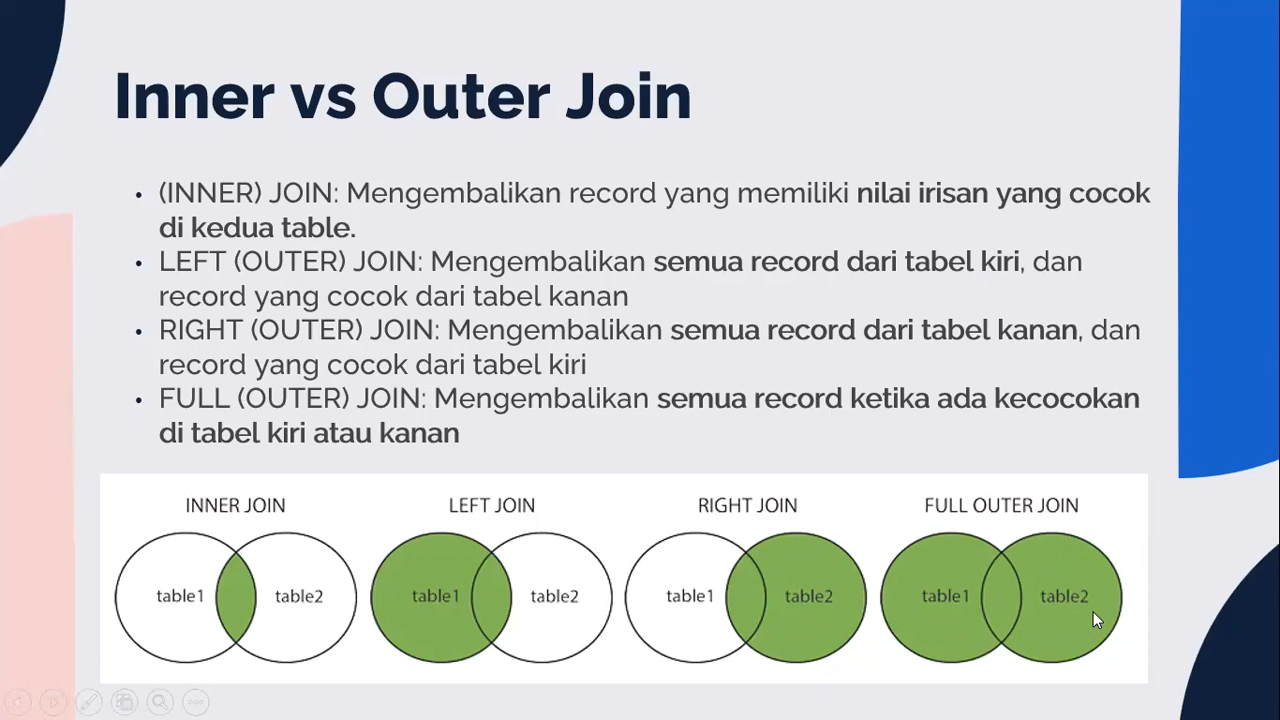 Inner vs Outer Join
• (INNER) JOIN: Mengembalikan record yang memiliki nilai irisan yang cocok
di kedua table.
• LEFT (OUTER) JOIN: Mengembalikan semua record dari tabel kiri, dan
record yang cocok dari tabel kanan
• RIGHT (OUTER) JOIN: Mengembalikan semua record dari tabel kanan, dan
record yang cocok dari tabel kiri
• FULL (OUTER) JOIN: Mengembalikan semua record ketika ada kecocokan
di tabel kiri atau kanan
INNER JOIN LEFT JOIN RIGHT JOIN FULL OUTER JOIN
table1 table2 table1 table2 table1 table2 table1 table2